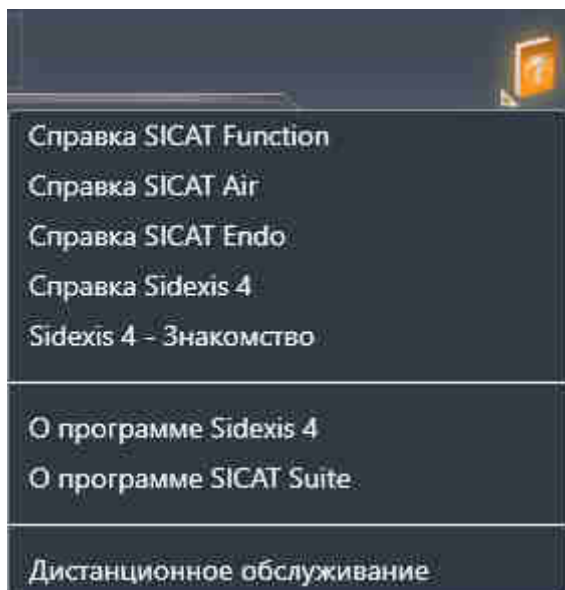 Справка SICAT Function
Справка SICAT Air
Справка SICAT Endo
Справка Sidexis 4
Sidexis 4 - Знакомство
О программе Sidexis 4
О программе SICAT Suite
Дистанционное обслуживание